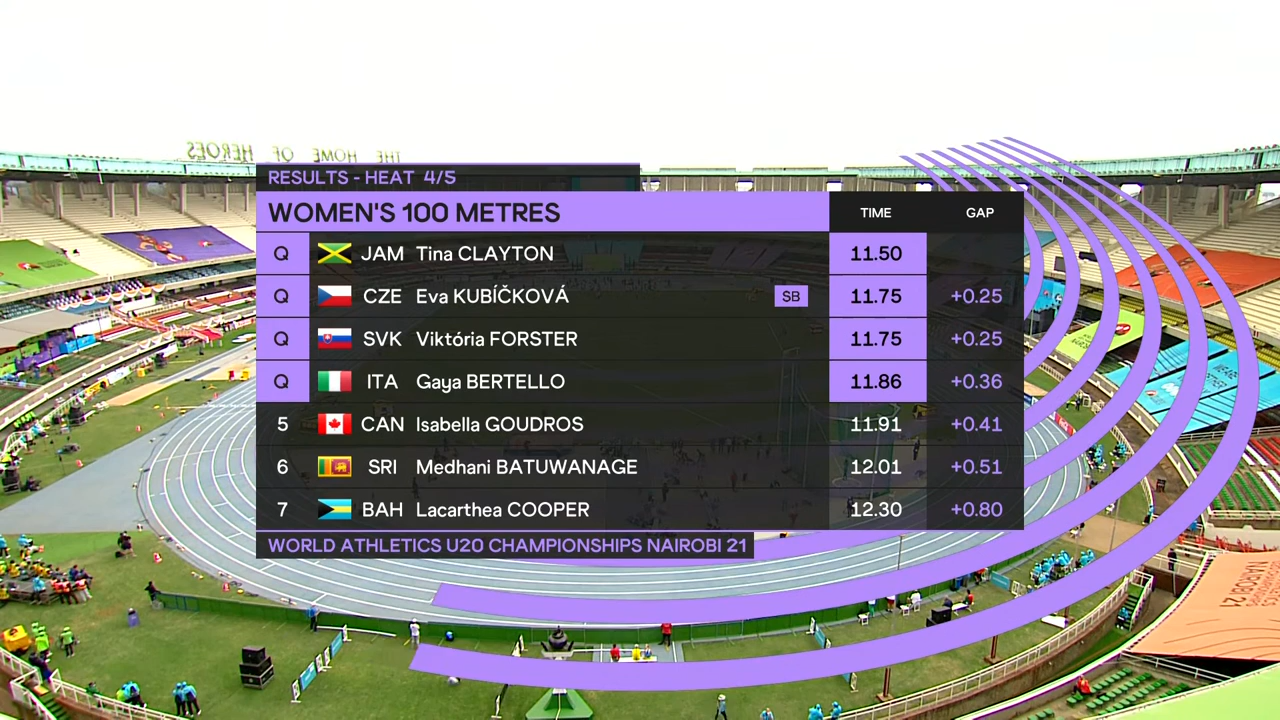 THE HOME OF HEROES
RESULTS - HEAT 4/5
WOMEN'S 100 METRES TIME GAP
Q JAM Tina CLAYTON 11.50
Q CZE Eva KUBÍČKOVÁ SB 11.75 +0.25
Q SVK Viktória FORSTER 11.75 +0.25
Q ITA Gaya BERTELLO 11.86 +0.36
5 CAN Isabella GOUDROS 11.91 +0.41
6 SRI Medhani BATUWANAGE 12.01 +0.51
7 BAH Lacarthea COOPER 12.30 +0.80
WORLD ATHLETICS U20 CHAMPIONSHIPS NAIROBI 21
NAIROBI 21